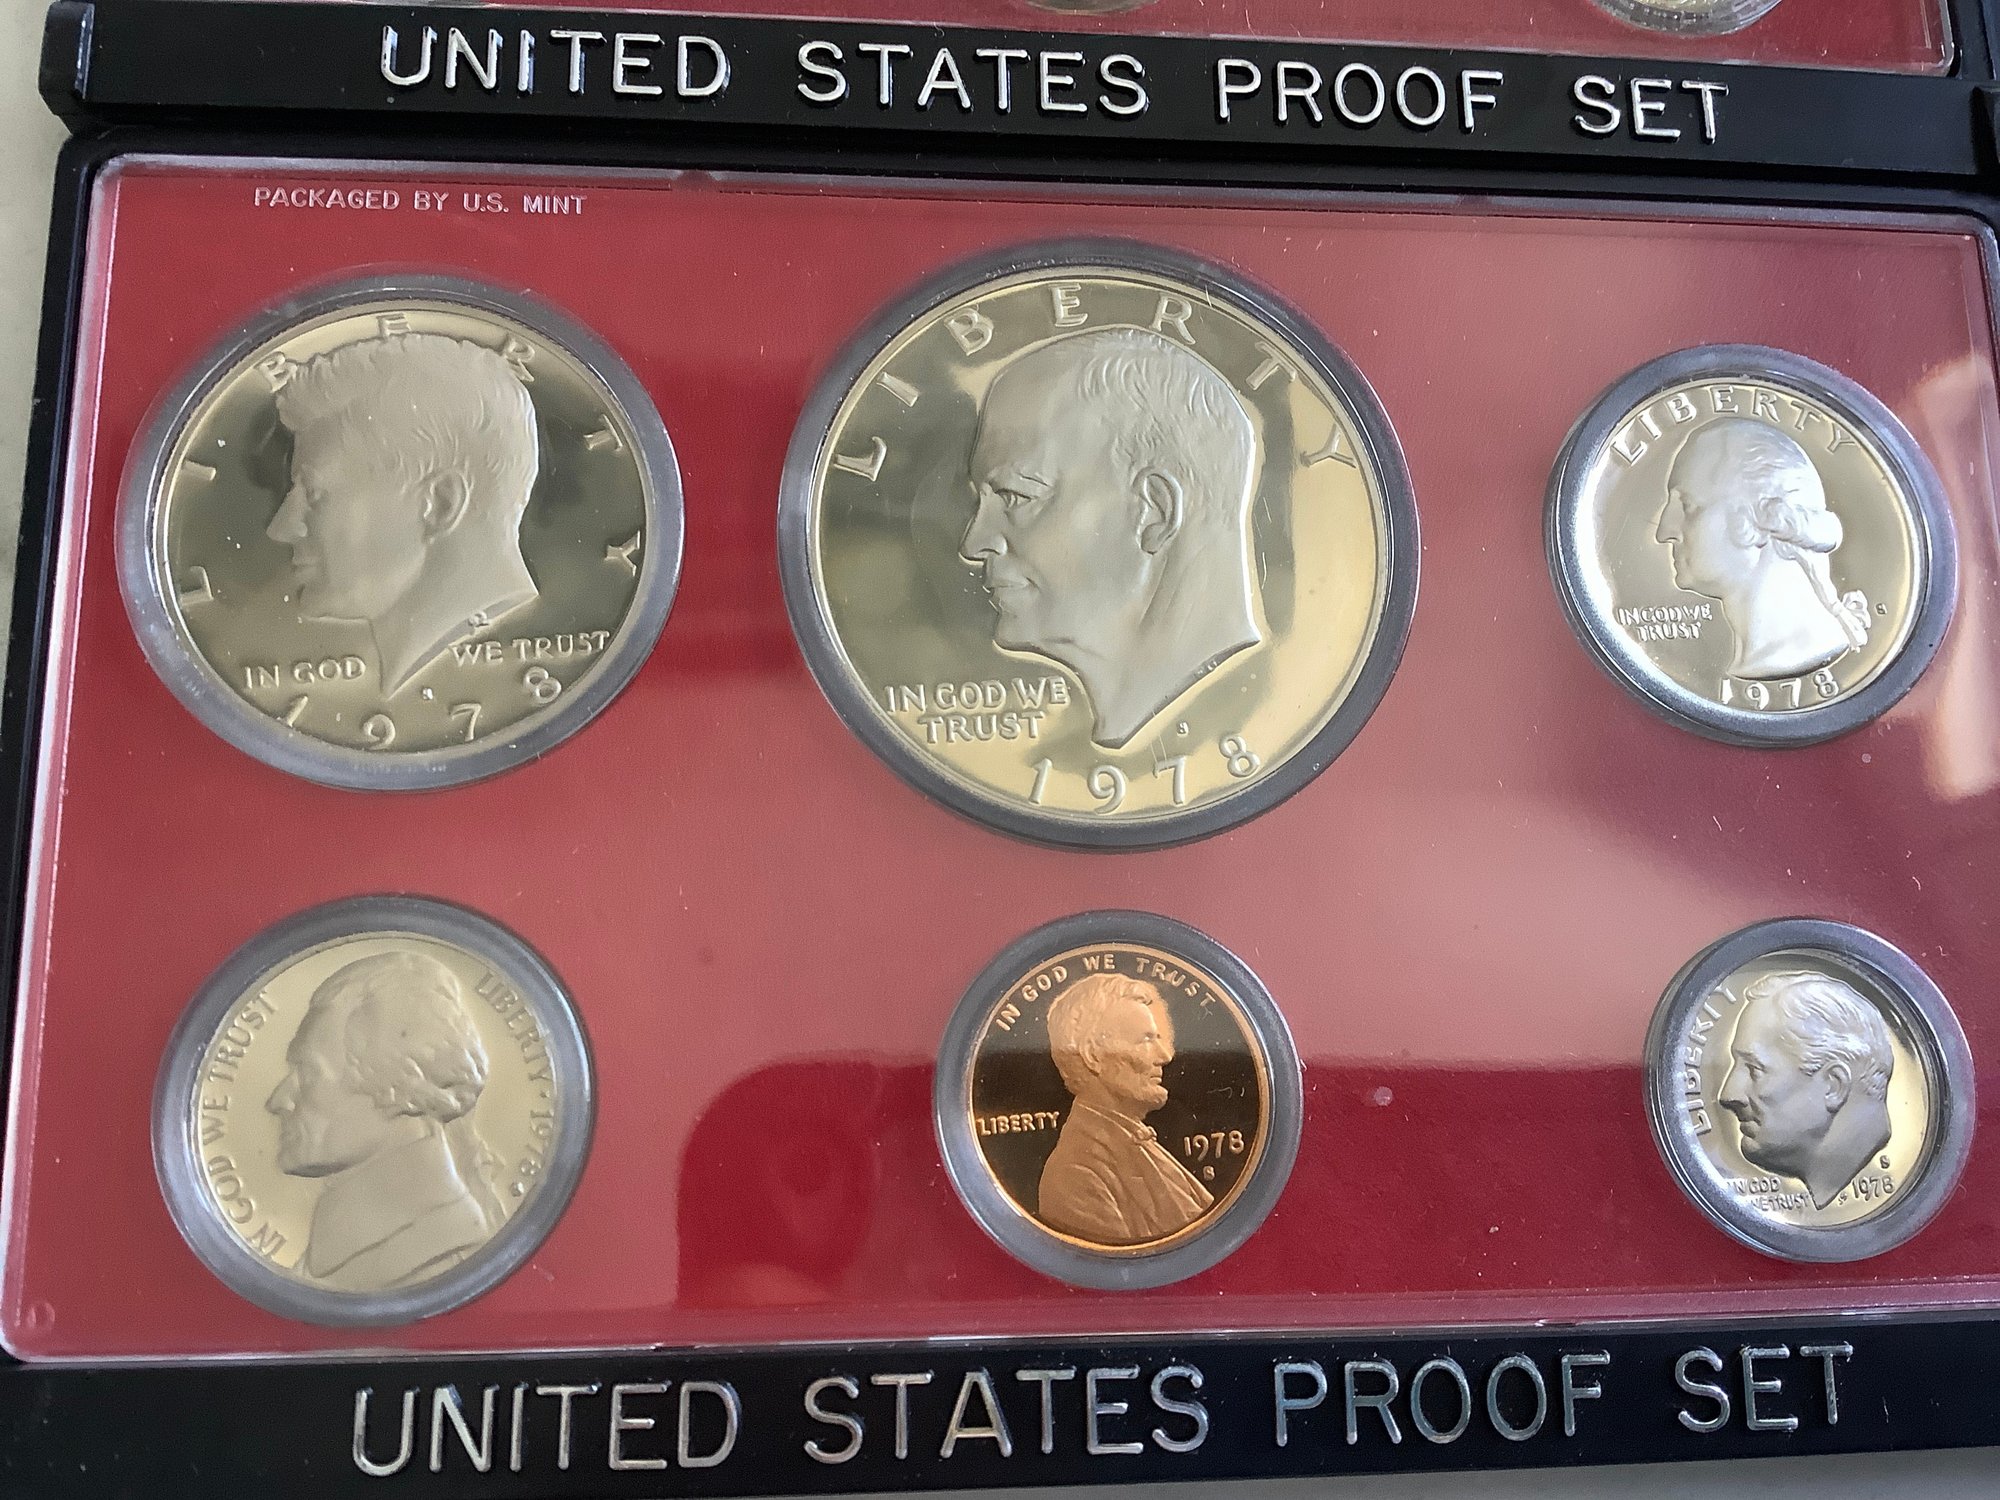 UNITED STATES PROOF SET
PACKAGED BY U.S. MINT
LIBERTY
IN GOD WE TRUST
S
1978
LIBERTY
IN GOD WE
TRUST
S
1978
LIBERTY
IN GOD WE
TRUST
S
1978
IN GOD WE TRUST
LIBERTY · 1978
S
IN GOD WE TRUST
LIBERTY
1978
S
LIBERTY
IN GOD
WE TRUST
S
1978
UNITED STATES PROOF SET